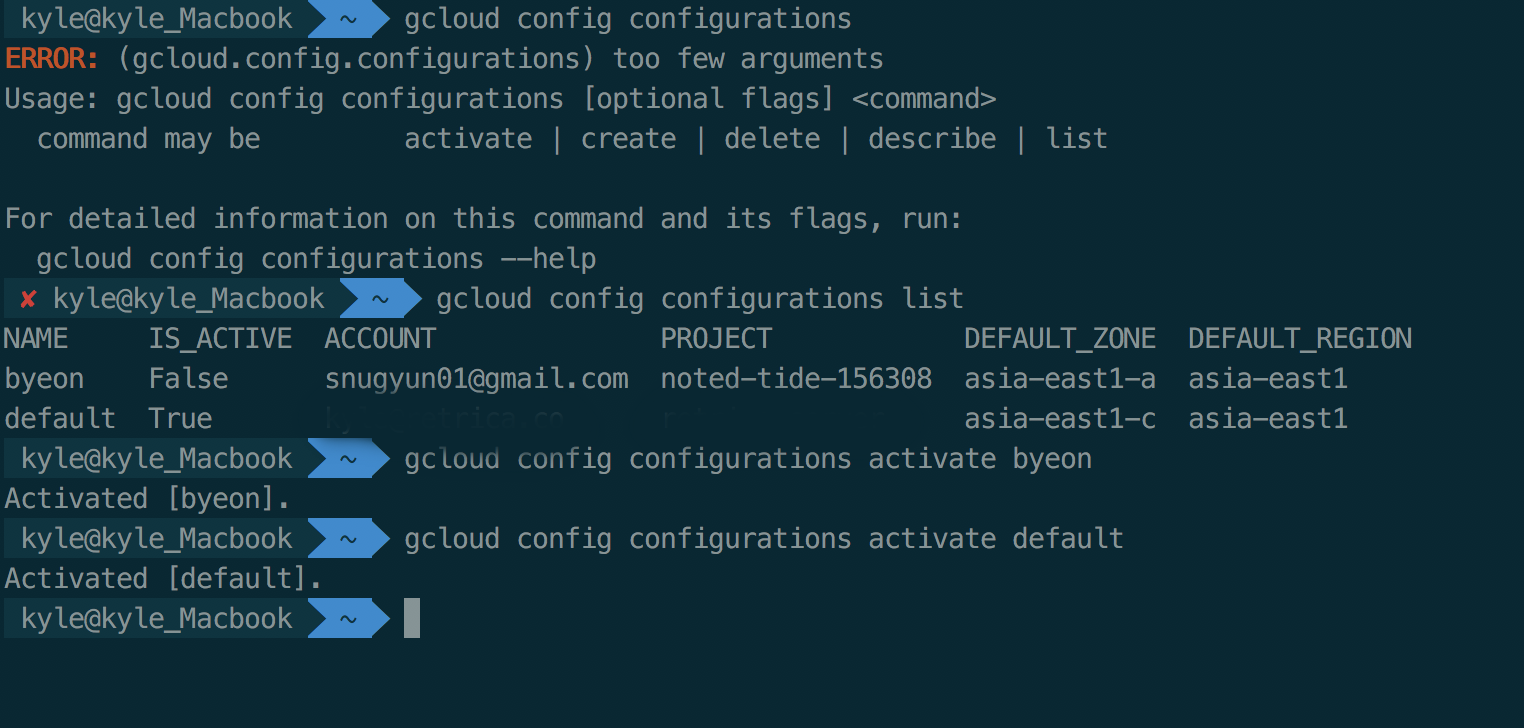 kyle@kyle_Macbook ~ gcloud config configurations
ERROR: (gcloud.config.configurations) too few arguments
Usage: gcloud config configurations [optional flags] <command>
command may be activate | create | delete | describe | list
For detailed information on this command and its flags, run:
gcloud config configurations --help
✘ kyle@kyle_Macbook ~ gcloud config configurations list
NAME IS_ACTIVE ACCOUNT PROJECT DEFAULT_ZONE DEFAULT_REGION
byeon False snugyun01@gmail.com noted-tide-156308 asia-east1-a asia-east1
default True asia-east1-c asia-east1
kyle@kyle_Macbook ~ gcloud config configurations activate byeon
Activated [byeon].
kyle@kyle_Macbook ~ gcloud config configurations activate default
Activated [default].
kyle@kyle_Macbook ~